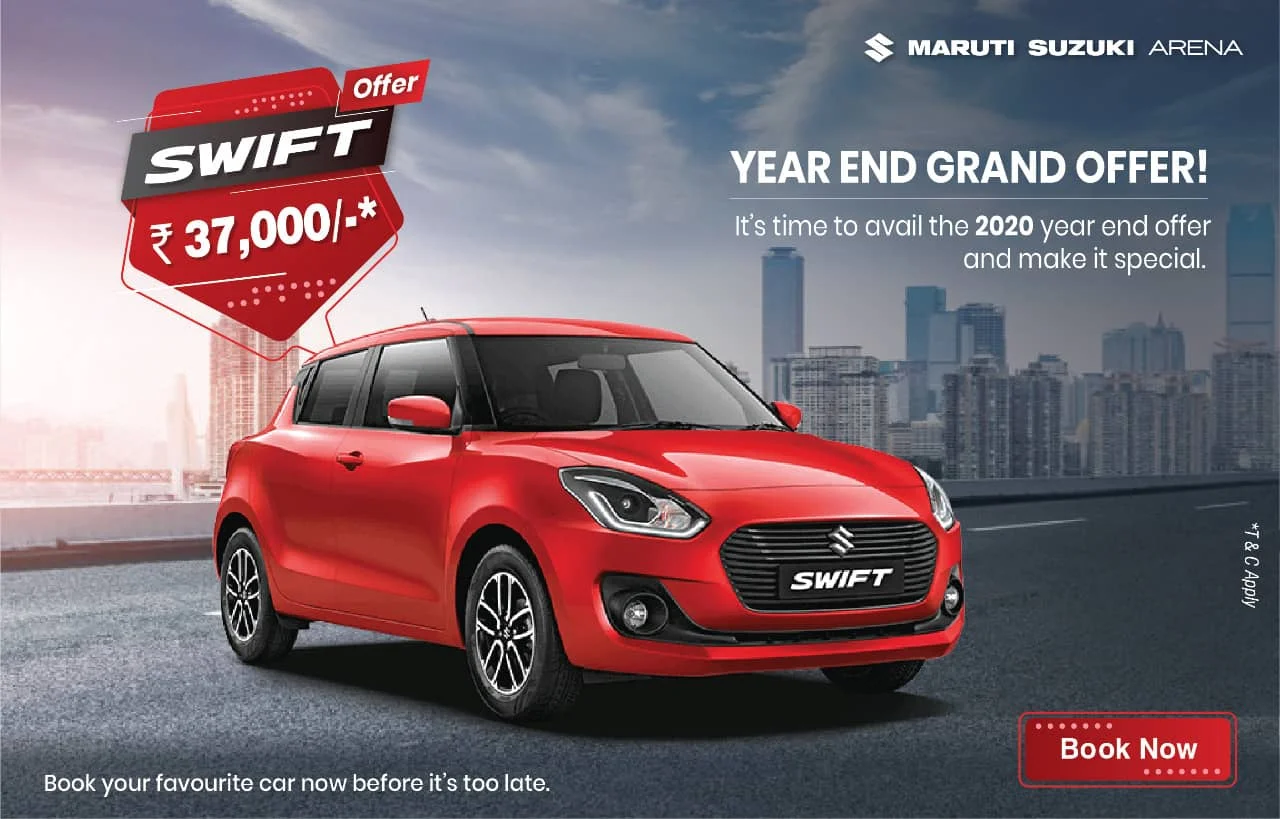 MARUTI SUZUKI ARENA
Offer
SWIFT
₹ 37,000/-*
YEAR END GRAND OFFER!
It's time to avail the 2020 year end offer
and make it special.
SWIFT
*T & C Apply
Book Now
Book your favourite car now before it's too late.